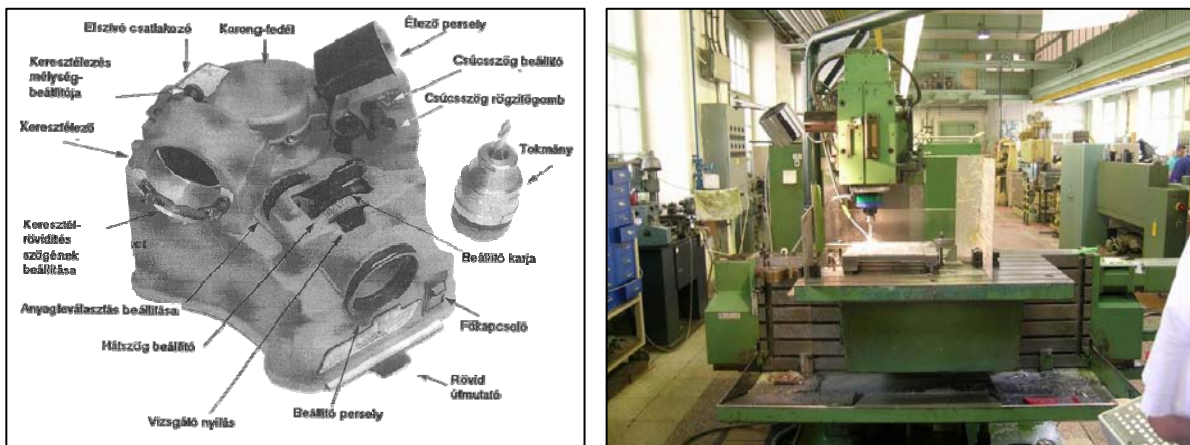 Elszívó csatlakozó
Korong-fedél
Élező persely
Keresztélezés
mélység-
beállítója
Csúcsszög beállító
Csúcsszög rögzítőgomb
Keresztélező
Tokmány
Keresztél-
rövidítés
szögének
beállítása
Beállító karja
Anyagleválasztás beállítása
Főkapcsoló
Hátszög beállító
Rövid
útmutató
Beállító persely
Vizsgáló nyílás